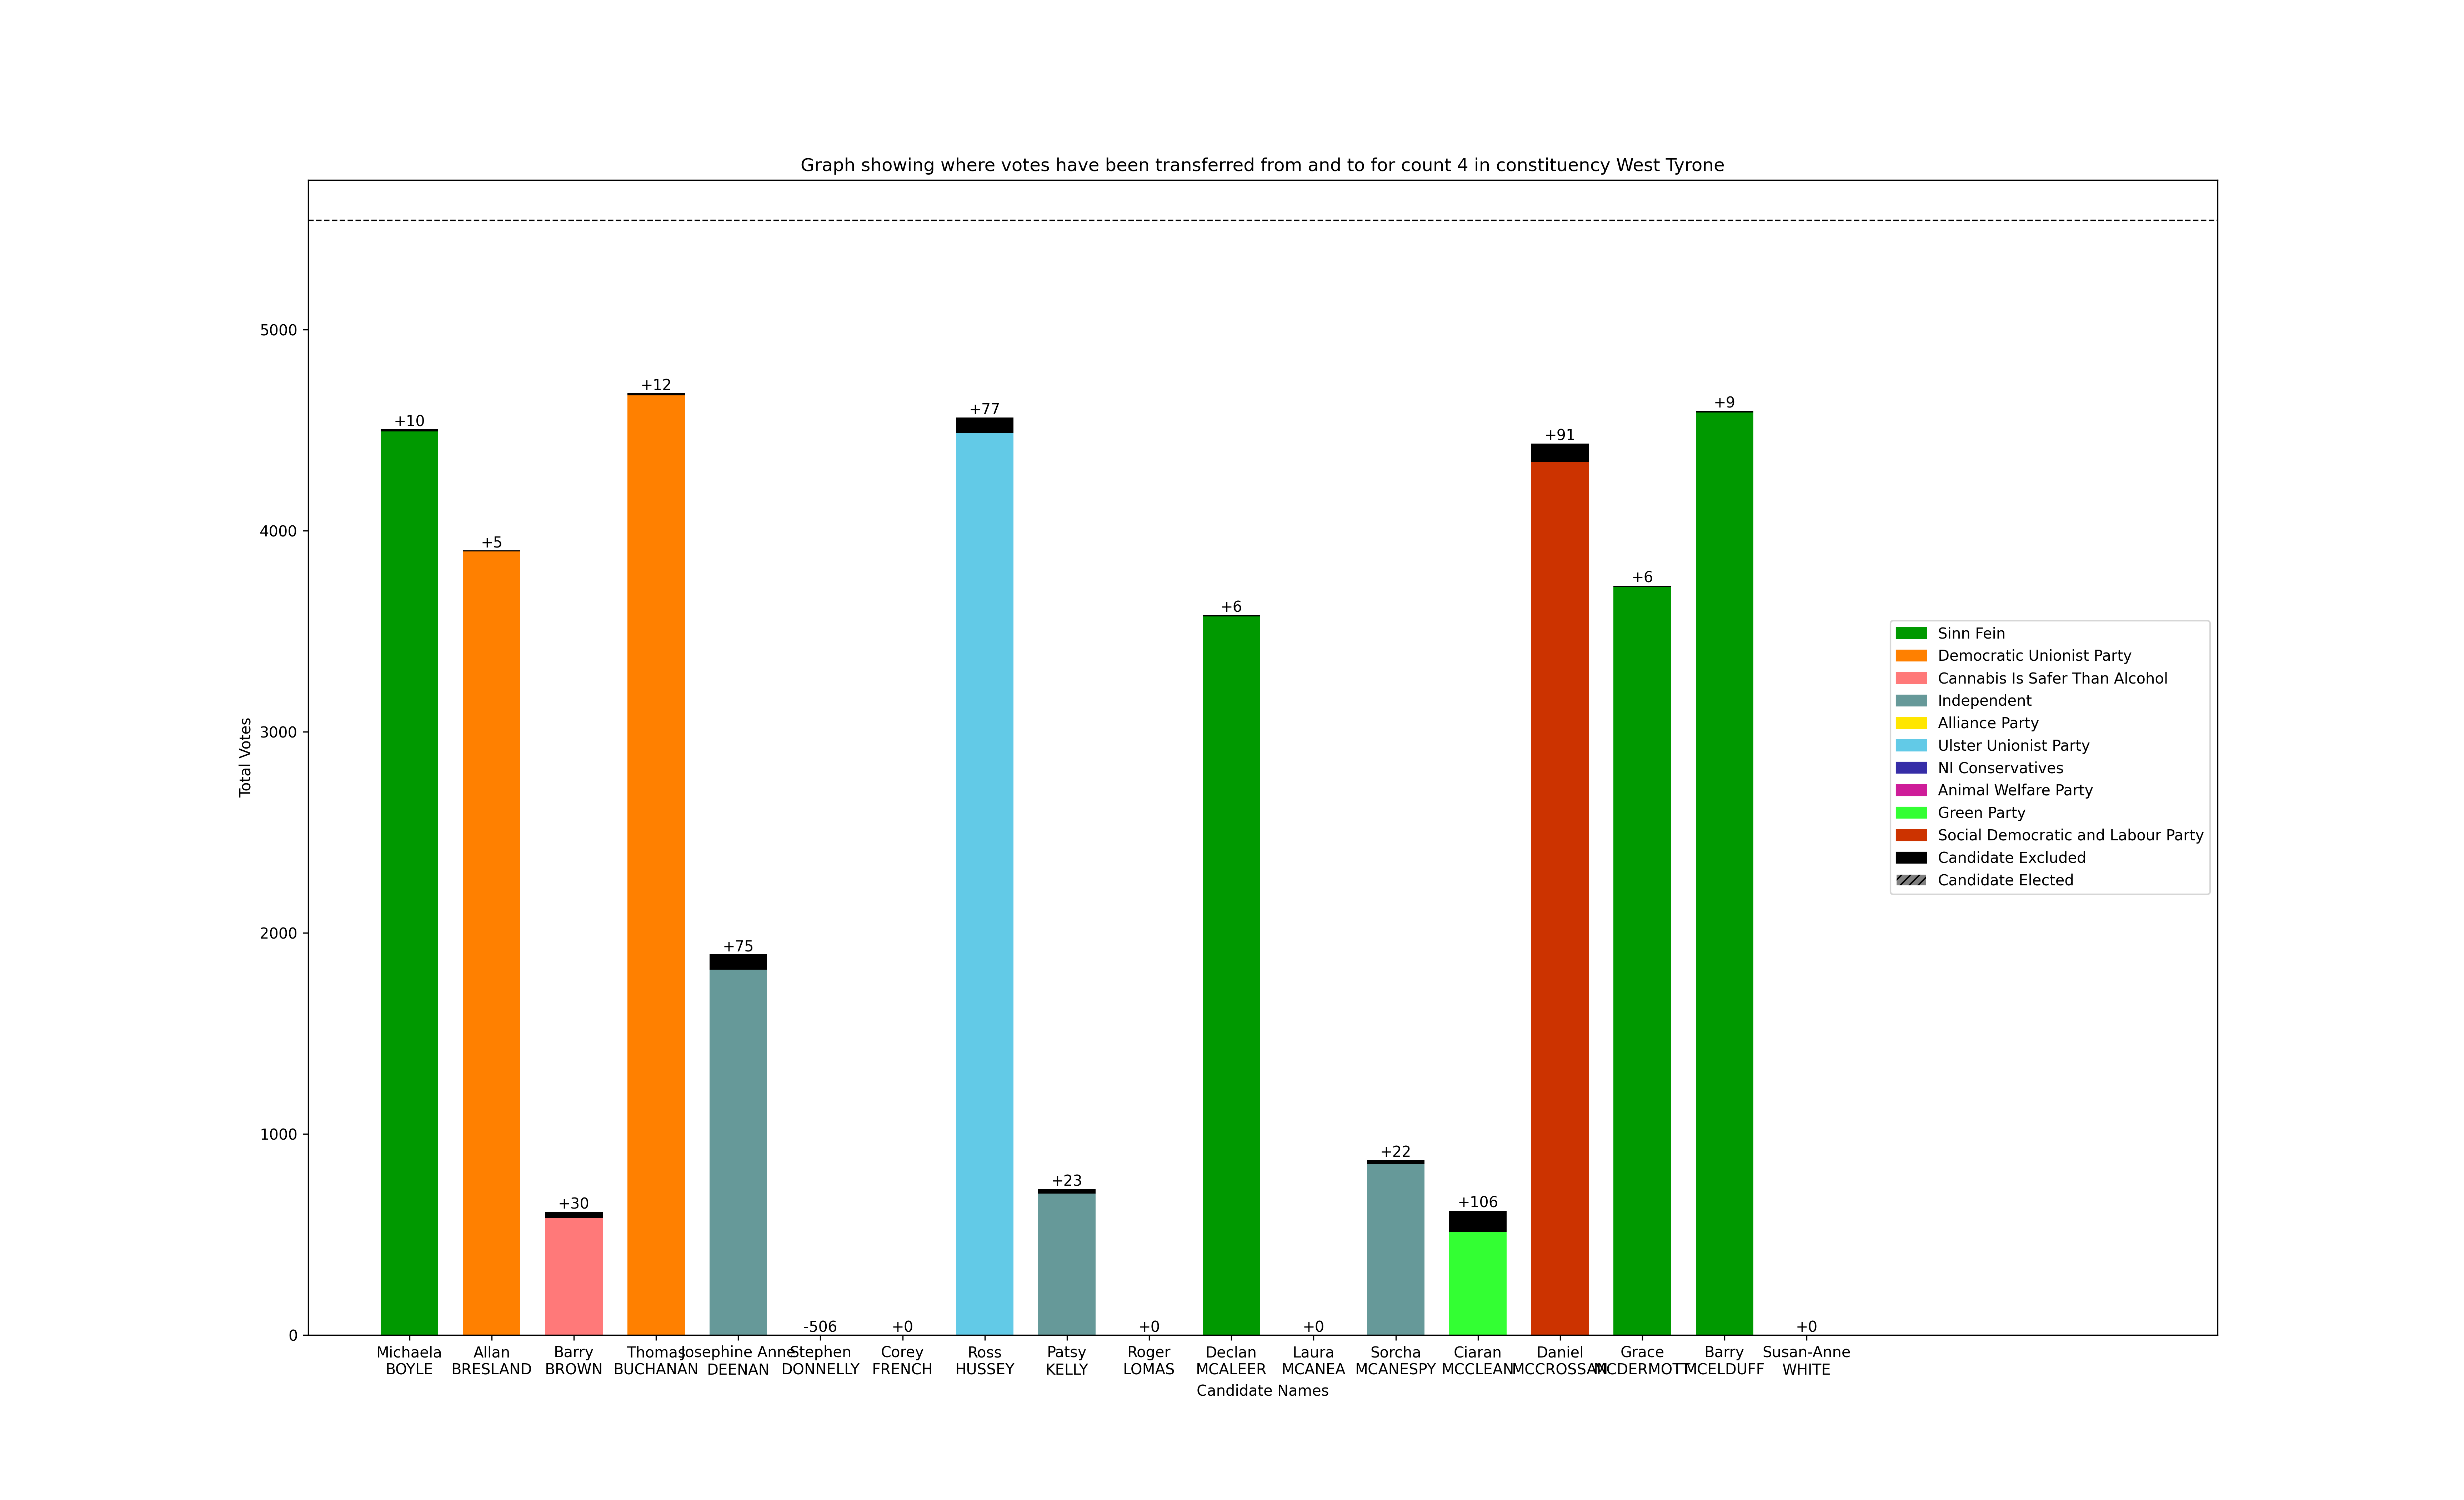 Graph showing where votes have been transferred from and to for count 4 in constituency West Tyrone
Total Votes
5000
4000
3000
2000
1000
0
+10
+5
+30
+12
+75
-506
+0
+77
+23
+0
+6
+0
+22
+106
+91
+6
+9
+0
Michaela
BOYLE
Allan
BRESLAND
Barry
BROWN
Thomas
BUCHANAN
Josephine Anne
DEENAN
Stephen
DONNELLY
Corey
FRENCH
Ross
HUSSEY
Patsy
KELLY
Roger
LOMAS
Declan
MCALEER
Laura
MCANEA
Sorcha
MCANESPY
Ciaran
MCCLEAN
Daniel
MCCROSSAN
Grace
MCDERMOTT
Barry
MCELDUFF
Susan-Anne
WHITE
Candidate Names
Sinn Fein
Democratic Unionist Party
Cannabis Is Safer Than Alcohol
Independent
Alliance Party
Ulster Unionist Party
NI Conservatives
Animal Welfare Party
Green Party
Social Democratic and Labour Party
Candidate Excluded
Candidate Elected